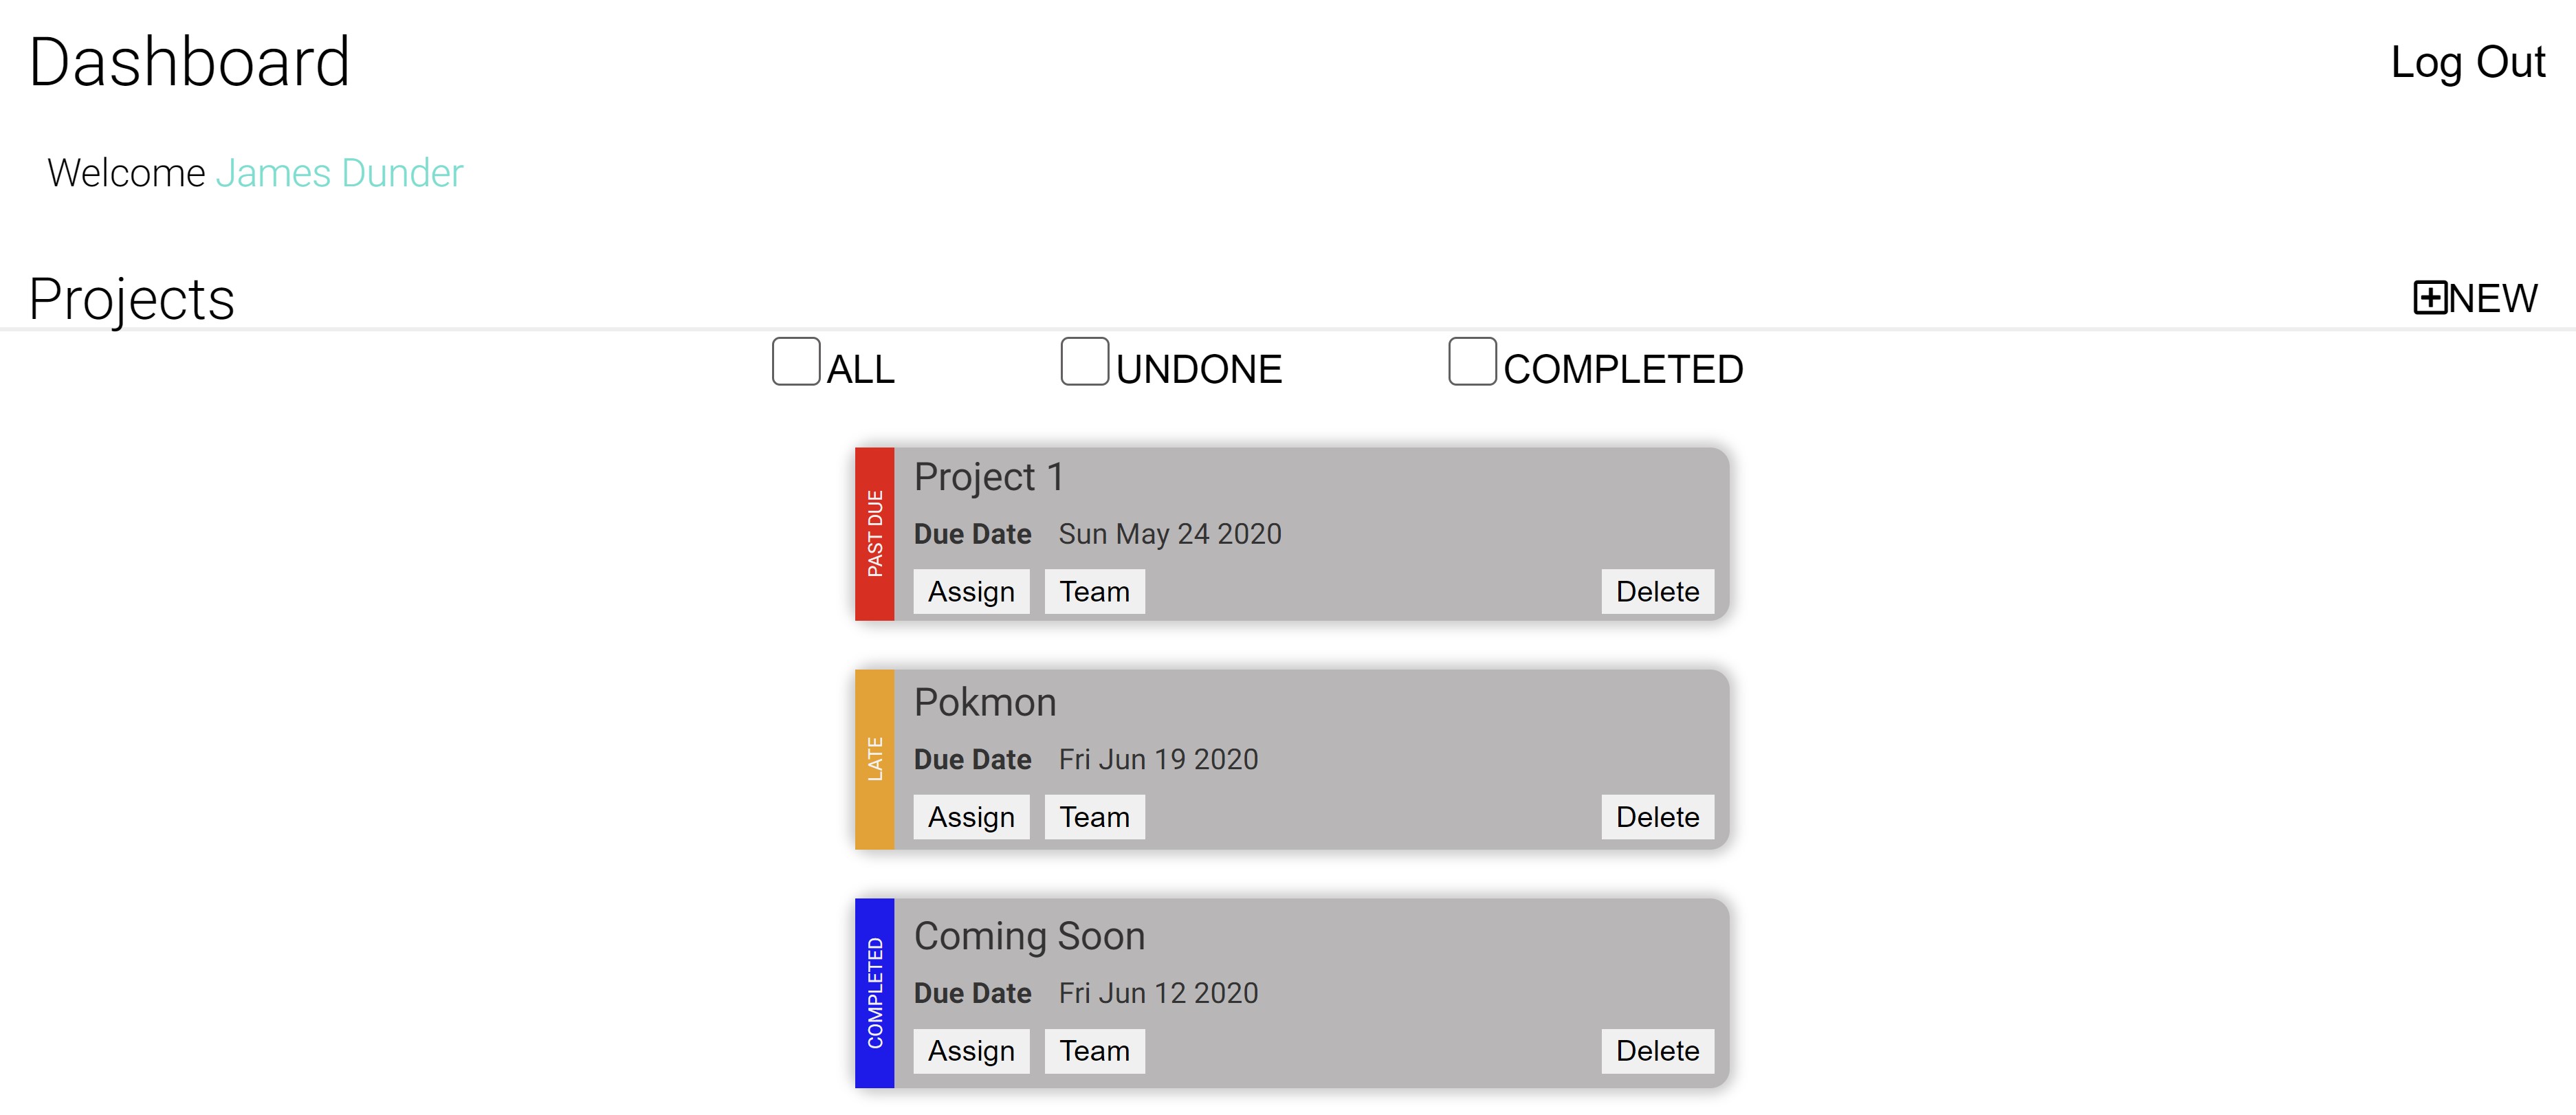 Dashboard
Log Out
Welcome James Dunder
Projects
NEW
ALL UNDONE COMPLETED
PAST DUE
Project 1
Due Date Sun May 24 2020
Assign Team Delete
LATE
Pokmon
Due Date Fri Jun 19 2020
Assign Team Delete
COMPLETED
Coming Soon
Due Date Fri Jun 12 2020
Assign Team Delete